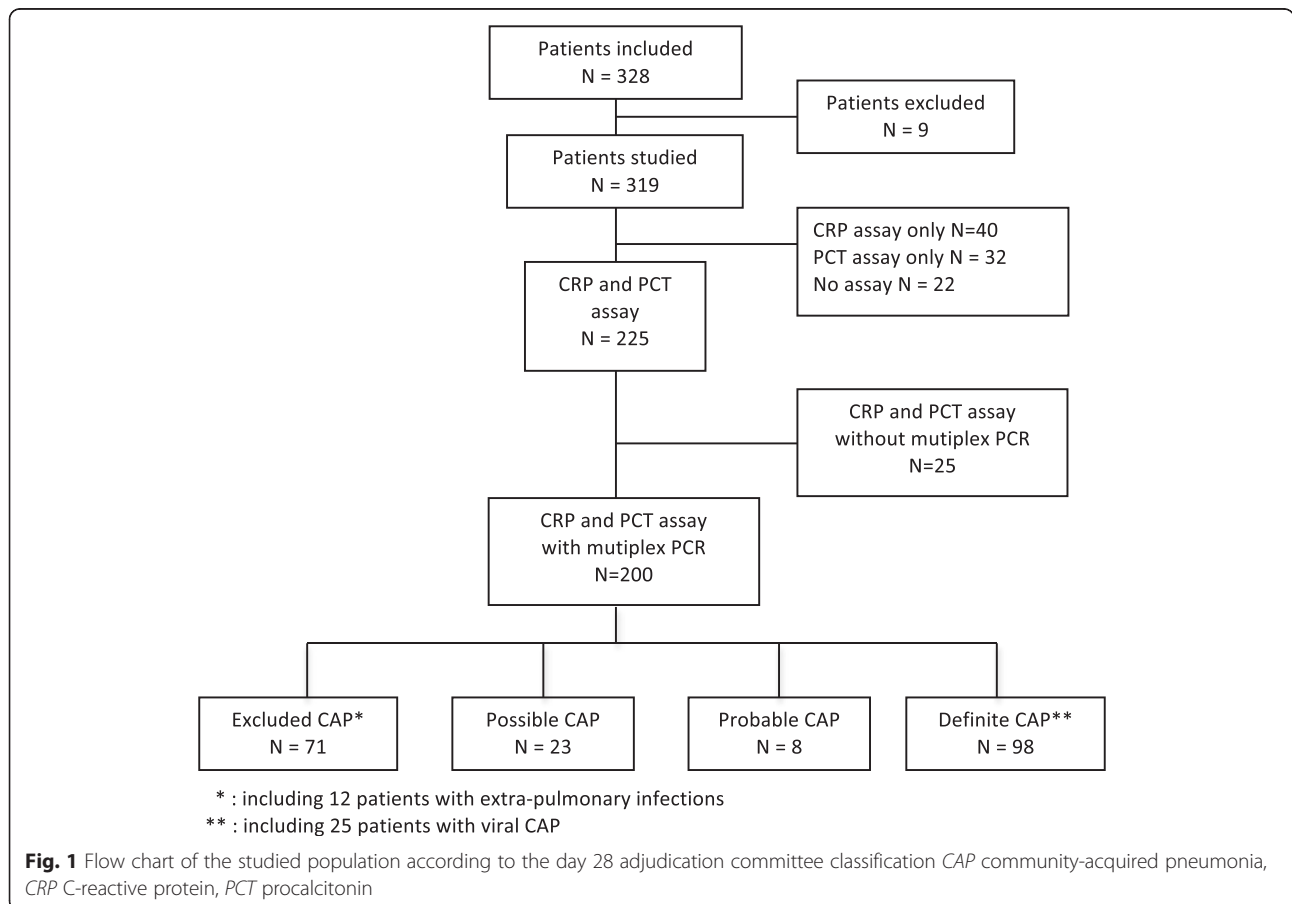 Patients included
N = 328
Patients excluded
N = 9
Patients studied
N = 319
CRP assay only N=40
PCT assay only N = 32
No assay N = 22
CRP and PCT
assay
N = 225
CRP and PCT assay
without mutiplex PCR
N=25
CRP and PCT assay
with mutiplex PCR
N=200
Excluded CAP*
N = 71
Possible CAP
N = 23
Probable CAP
N = 8
Definite CAP**
N = 98
* : including 12 patients with extra-pulmonary infections
** : including 25 patients with viral CAP
Fig. 1 Flow chart of the studied population according to the day 28 adjudication committee classification CAP community-acquired pneumonia,
CRP C-reactive protein, PCT procalcitonin